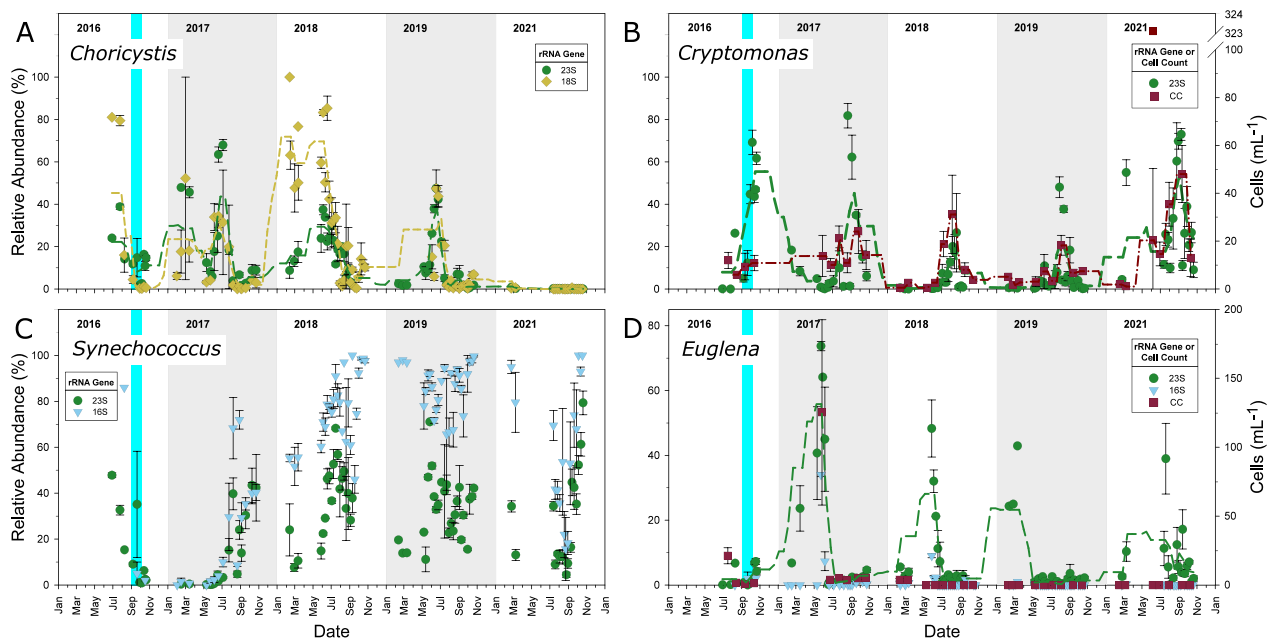 A
Choricystis
2016
2017
2018
2019
2021
rRNA Gene
23S
18S
Relative Abundance (%)
100
80
60
40
20
0
B
Cryptomonas
2016
2017
2018
2019
2021
rRNA Gene or
Cell Count
23S
CC
100
80
60
40
20
0
324
323
100
80
60
40
20
0
Cells (mL-1)
C
Synechococcus
2016
2017
2018
2019
2021
rRNA Gene
23S
16S
Relative Abundance (%)
100
80
60
40
20
0
Jan Mar May Jul Sep Nov Jan Mar May Jul Sep Nov Jan Mar May Jul Sep Nov Jan Mar May Jul Sep Nov Jan Mar May Jul Sep Nov Jan
Date
D
Euglena
2016
2017
2018
2019
2021
rRNA Gene or
Cell Count
23S
16S
CC
80
60
40
20
0
200
150
100
50
0
Cells (mL-1)
Jan Mar May Jul Sep Nov Jan Mar May Jul Sep Nov Jan Mar May Jul Sep Nov Jan Mar May Jul Sep Nov Jan Mar May Jul Sep Nov Jan
Date